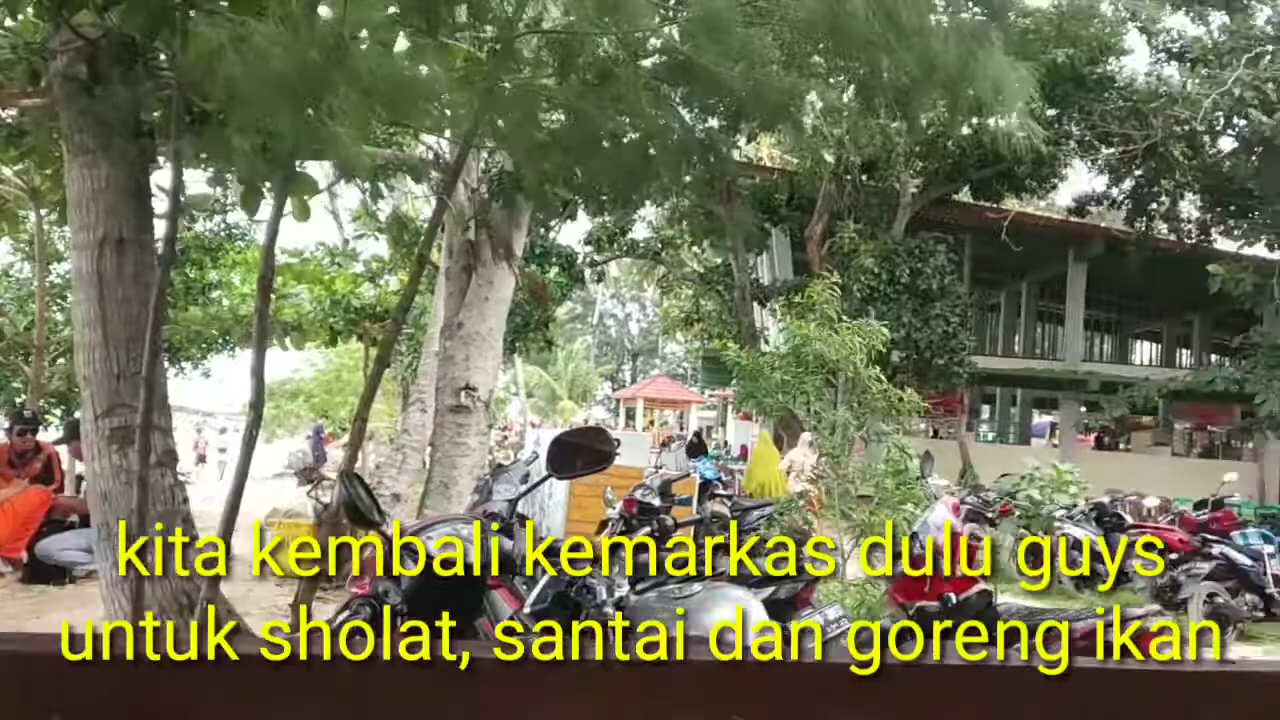 kita kembali kemarkas dulu guys
untuk sholat, santai dan goreng ikan